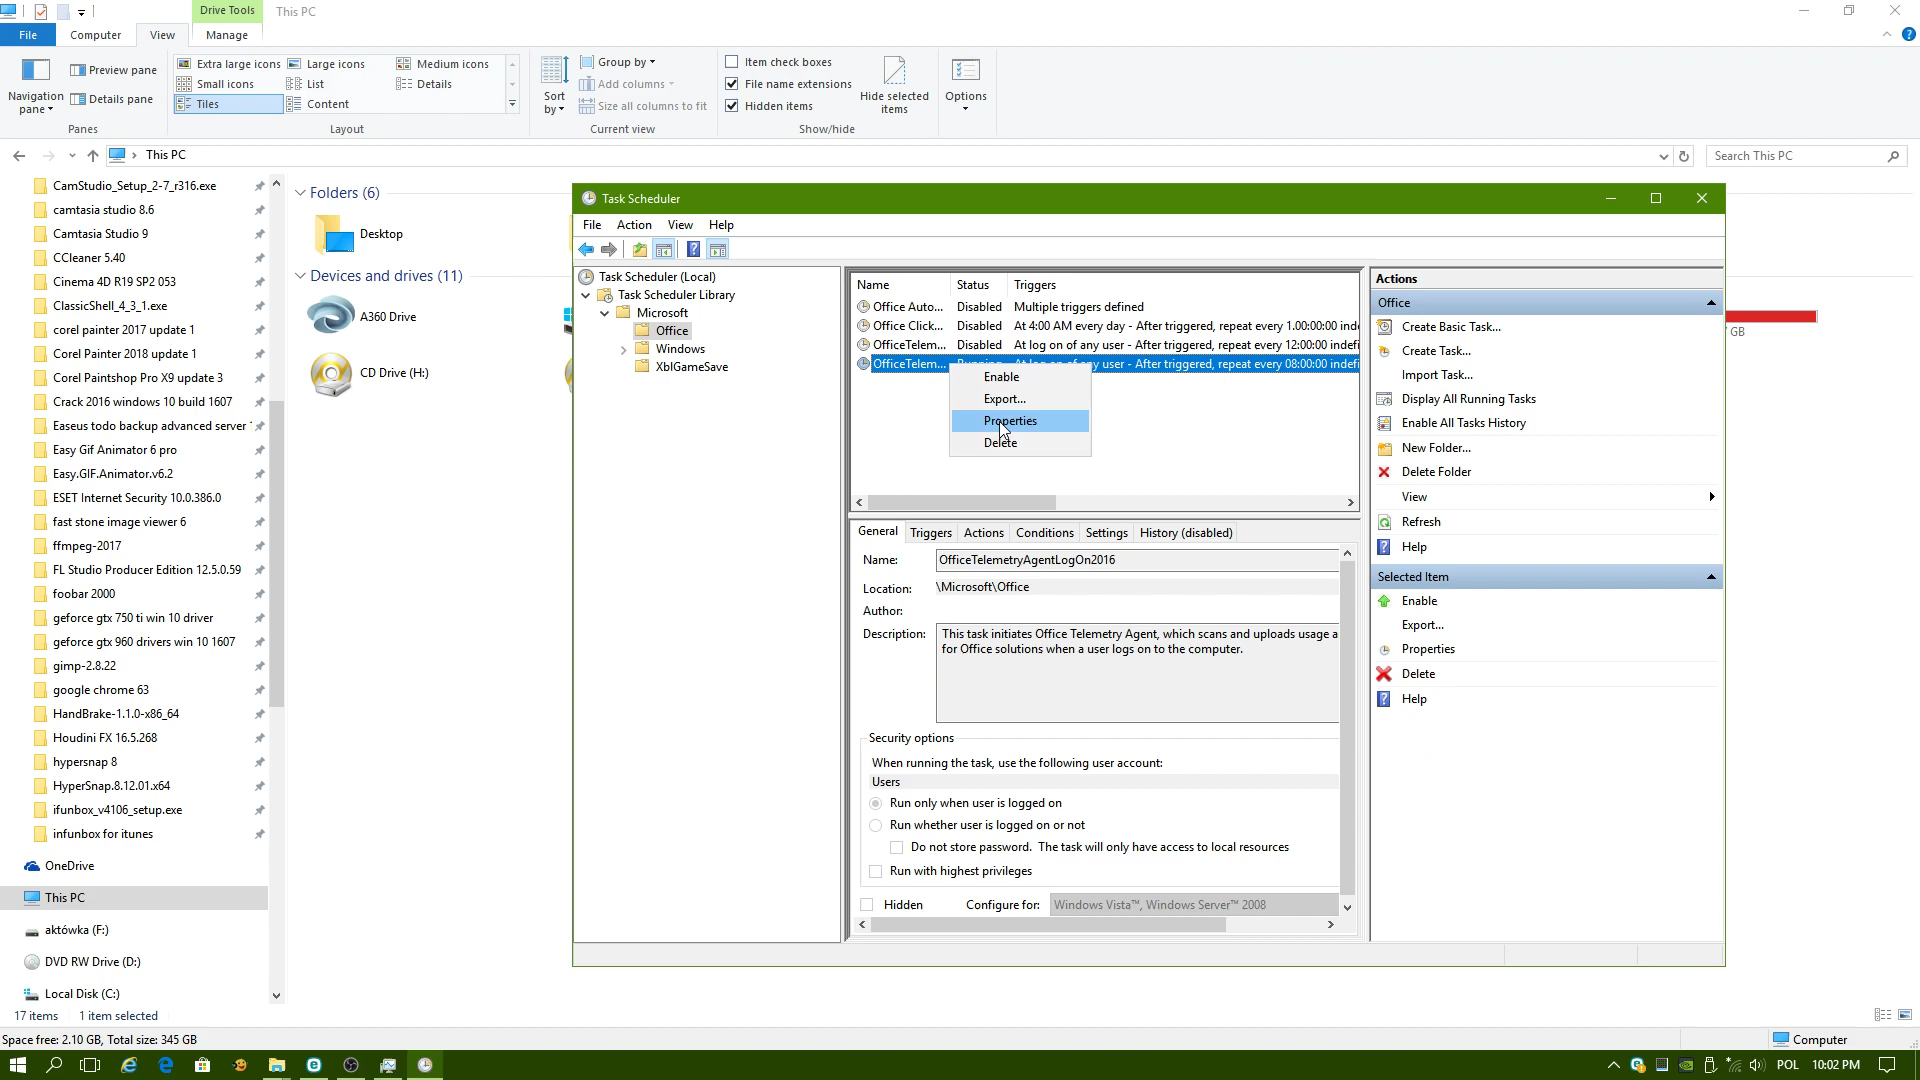 Drive Tools
This PC
File
Computer
View
Manage
Navigation pane
Preview pane
Details pane
Panes
Extra large icons
Large icons
Medium icons
Small icons
List
Details
Tiles
Content
Layout
Sort by
Group by
Add columns
Size all columns to fit
Current view
Item check boxes
File name extensions
Hidden items
Hide selected items
Show/hide
Options
This PC
Search This PC
CamStudio_Setup_2-7_r316.exe
camtasia studio 8.6
Camtasia Studio 9
CCleaner 5.40
Cinema 4D R19 SP2 053
ClassicShell_4_3_1.exe
corel painter 2017 update 1
Corel Painter 2018 update 1
Corel Paintshop Pro X9 update 3
Crack 2016 windows 10 build 1607
Easeus todo backup advanced server
Easy Gif Animator 6 pro
Easy.GIF.Animator.v6.2
ESET Internet Security 10.0.386.0
fast stone image viewer 6
ffmpeg-2017
FL Studio Producer Edition 12.5.0.59
foobar 2000
geforce gtx 750 ti win 10 driver
geforce gtx 960 drivers win 10 1607
gimp-2.8.22
google chrome 63
HandBrake-1.1.0-x86_64
Houdini FX 16.5.268
hypersnap 8
HyperSnap.8.12.01.x64
ifunbox_v4106_setup.exe
infunbox for itunes
OneDrive
This PC
aktówka (F:)
DVD RW Drive (D:)
Local Disk (C:)
Folders (6)
Desktop
Devices and drives (11)
A360 Drive
CD Drive (H:)
GB
Task Scheduler
File
Action
View
Help
Task Scheduler (Local)
Task Scheduler Library
Microsoft
Office
Windows
XblGameSave
Name
Status
Triggers
Office Auto... Disabled Multiple triggers defined
Office Click... Disabled At 4:00 AM every day - After triggered, repeat every 1.00:00:00 inde
OfficeTelem... Disabled At log on of any user - After triggered, repeat every 12:00:00 indefi
OfficeTelem... Running At log on of any user - After triggered, repeat every 08:00:00 indefi
Enable
Export...
Properties
Delete
General
Triggers
Actions
Conditions
Settings
History (disabled)
Name: OfficeTelemetryAgentLogOn2016
Location: \Microsoft\Office
Author:
Description: This task initiates Office Telemetry Agent, which scans and uploads usage a
for Office solutions when a user logs on to the computer.
Security options
When running the task, use the following user account:
Users
Run only when user is logged on
Run whether user is logged on or not
Do not store password. The task will only have access to local resources
Run with highest privileges
Hidden
Configure for: Windows Vista™, Windows Server™ 2008
Actions
Office
Create Basic Task...
Create Task...
Import Task...
Display All Running Tasks
Enable All Tasks History
New Folder...
Delete Folder
View
Refresh
Help
Selected Item
Enable
Export...
Properties
Delete
Help
17 items
1 item selected
Space free: 2.10 GB, Total size: 345 GB
Computer
POL
10:02 PM